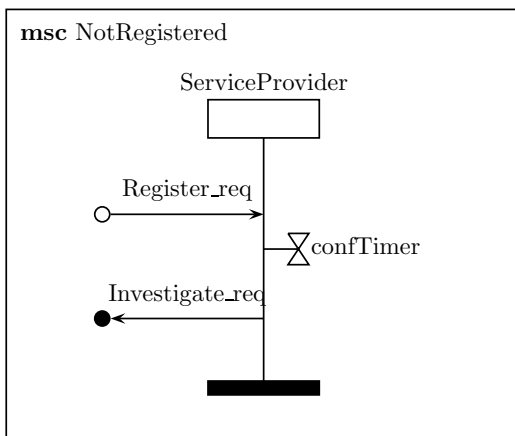 msc NotRegistered
ServiceProvider
Register_req
confTimer
Investigate_req